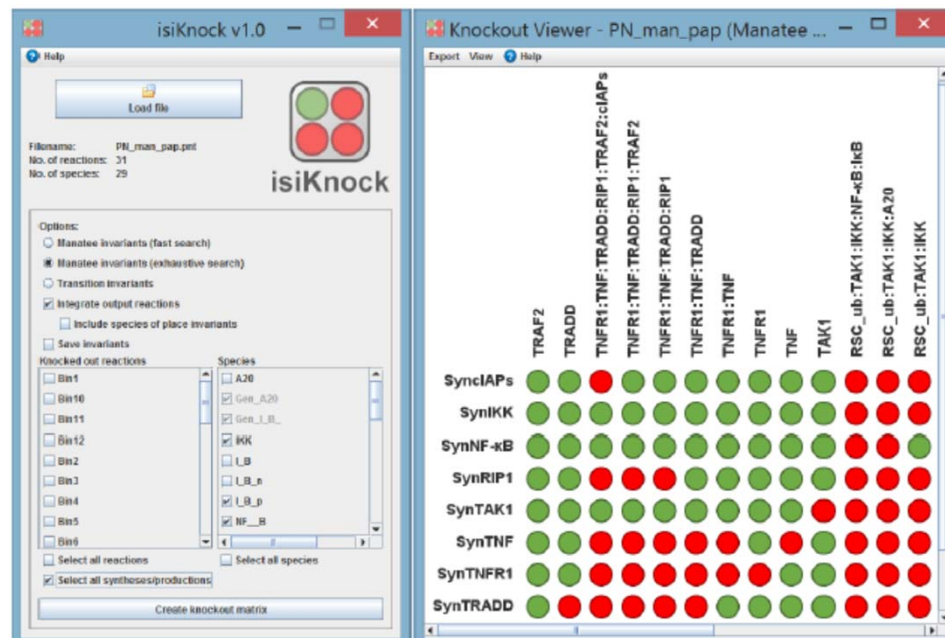 isiKnock v1.0
Help
Load file
Filename: PN_man_pap.pnt
No. of reactions: 31
No. of species: 29
isiKnock
Options:
Manatee invariants (fast search)
Manatee invariants (exhaustive search)
Transition invariants
Integrate output reactions
Include species of place invariants
Save invariants
Knocked out reactions Species
Bin1 A20
Bin10 Gen_A20
Bin11 Gen_I_B_
Bin12 IKK
Bin2 I_B
Bin3 I_B_n
Bin4 I_B_p
Bin5 NF__B
Bin6
Select all reactions Select all species
Select all syntheses/productions
Create knockout matrix
Knockout Viewer - PN_man_pap (Manatee ...
Export View Help
TRAF2
TRADD
TNFR1:TNF:TRADD:RIP1:TRAF2:cIAPs
TNFR1:TNF:TRADD:RIP1:TRAF2
TNFR1:TNF:TRADD:RIP1
TNFR1:TNF:TRADD
TNFR1:TNF
TNFR1
TNF
TAK1
RSC_ub:TAK1:IKK:NF-κB:IκB
RSC_ub:TAK1:IKK:A20
RSC_ub:TAK1:IKK
SyncIAPs
SynIKK
SynNF-κB
SynRIP1
SynTAK1
SynTNF
SynTNFR1
SynTRADD